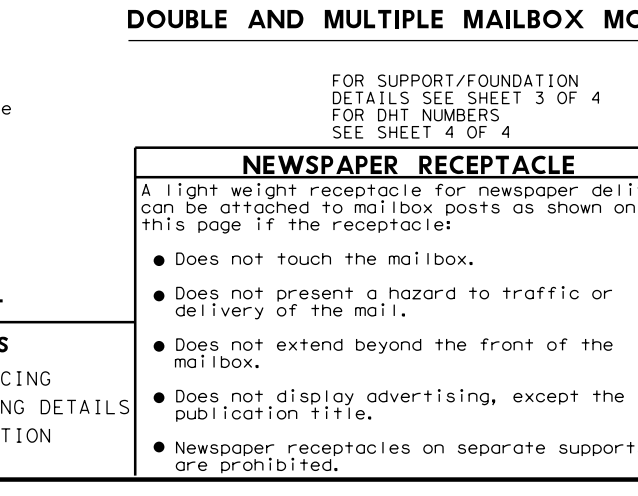 DOUBLE AND MULTIPLE MAILBOX
FOR SUPPORT/FOUNDATION
DETAILS SEE SHEET 3 OF 4
FOR DHT NUMBERS
SEE SHEET 4 OF 4
NEWSPAPER RECEPTACLE
A light weight receptacle for newspaper
can be attached to mailbox posts as shown on
this page if the receptacle:
● Does not touch the mailbox.
● Does not present a hazard to traffic or
delivery of the mail.
● Does not extend beyond the front of the
mailbox.
● Does not display advertising, except the
publication title.
● Newspaper receptacles on separate support
are prohibited.
NG DETAILS